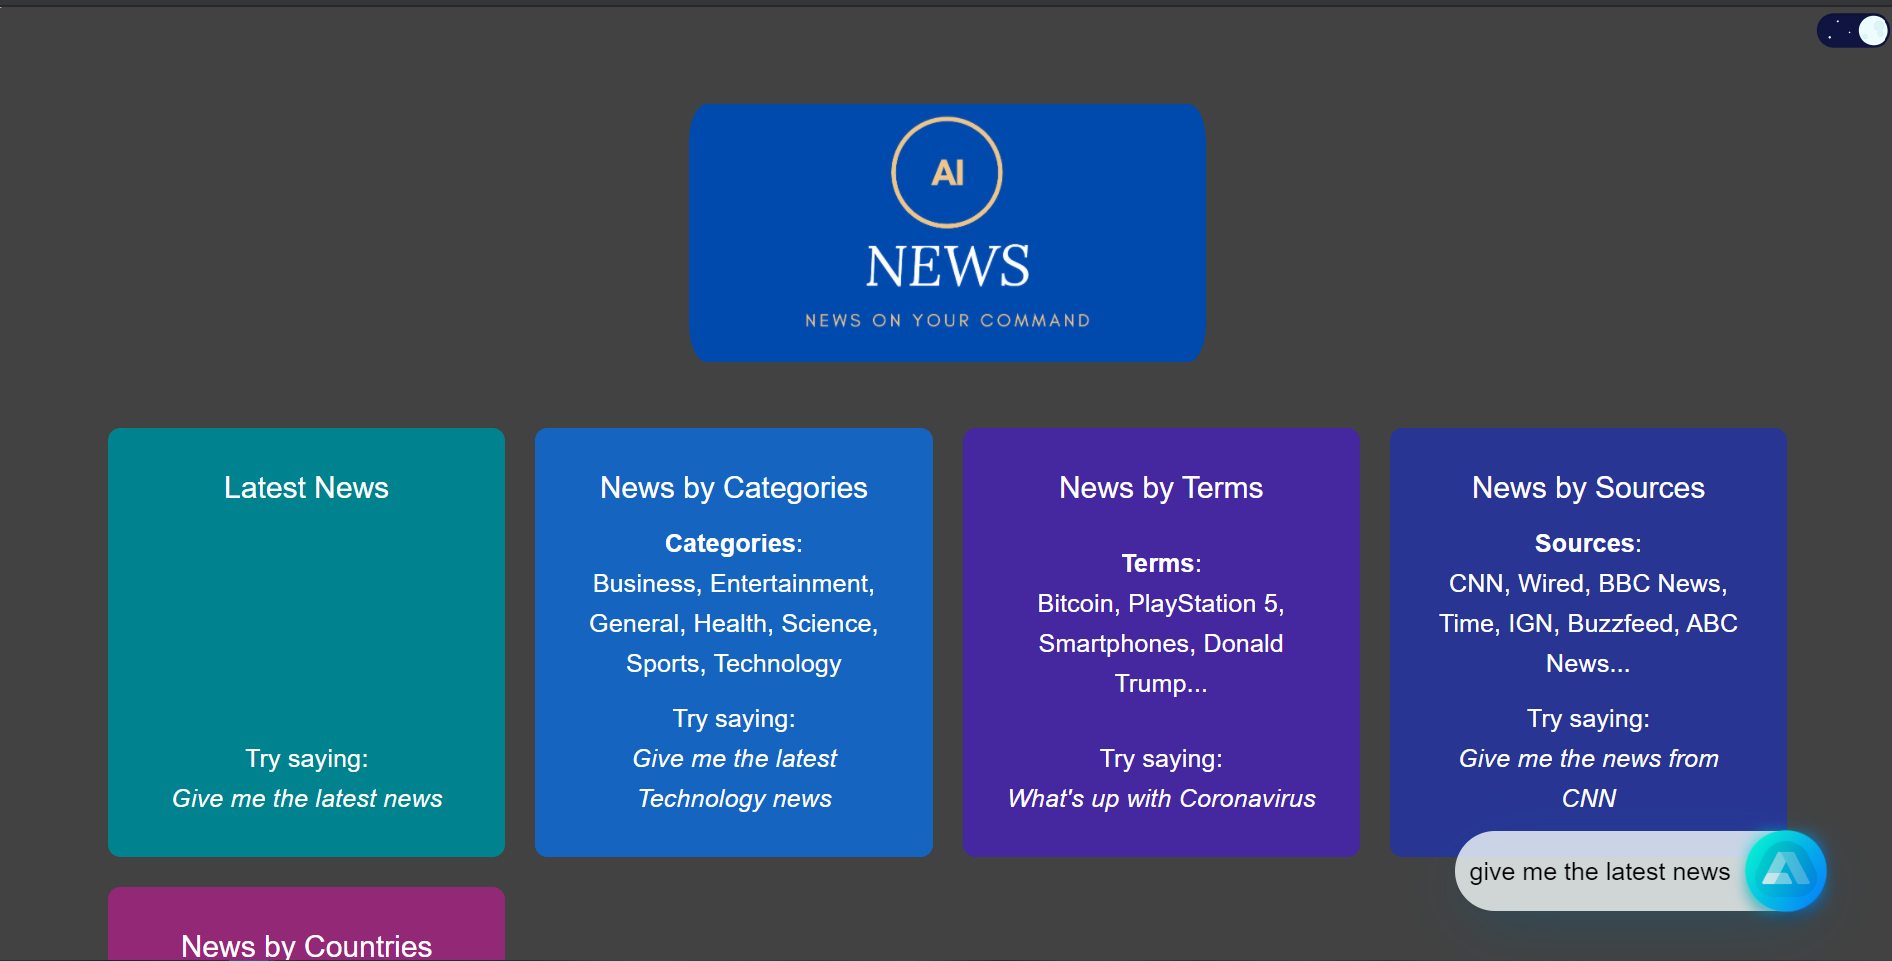 AI
NEWS
NEWS ON YOUR COMMAND
Latest News
Try saying:
Give me the latest news
News by Categories
Categories:
Business, Entertainment,
General, Health, Science,
Sports, Technology
Try saying:
Give me the latest
Technology news
News by Terms
Terms:
Bitcoin, PlayStation 5,
Smartphones, Donald
Trump...
Try saying:
What's up with Coronavirus
News by Sources
Sources:
CNN, Wired, BBC News,
Time, IGN, Buzzfeed, ABC
News...
Try saying:
Give me the news from
CNN
give me the latest news
News by Countries